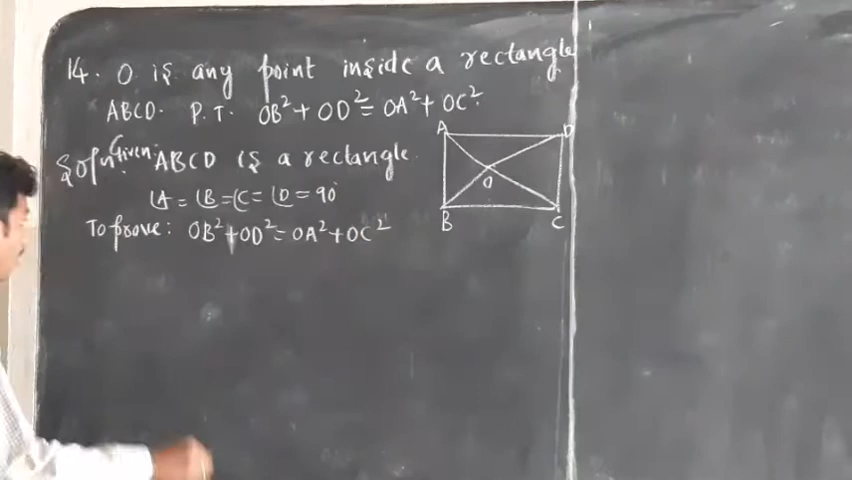 14. O is any point inside a rectangle
ABCD. P.T. OB²+OD²=OA²+OC².
Soln Given: ABCD is a rectangle.
∠A = ∠B = ∠C = ∠D = 90°
To Prove: OB²+OD²=OA²+OC²
A D
O
B C